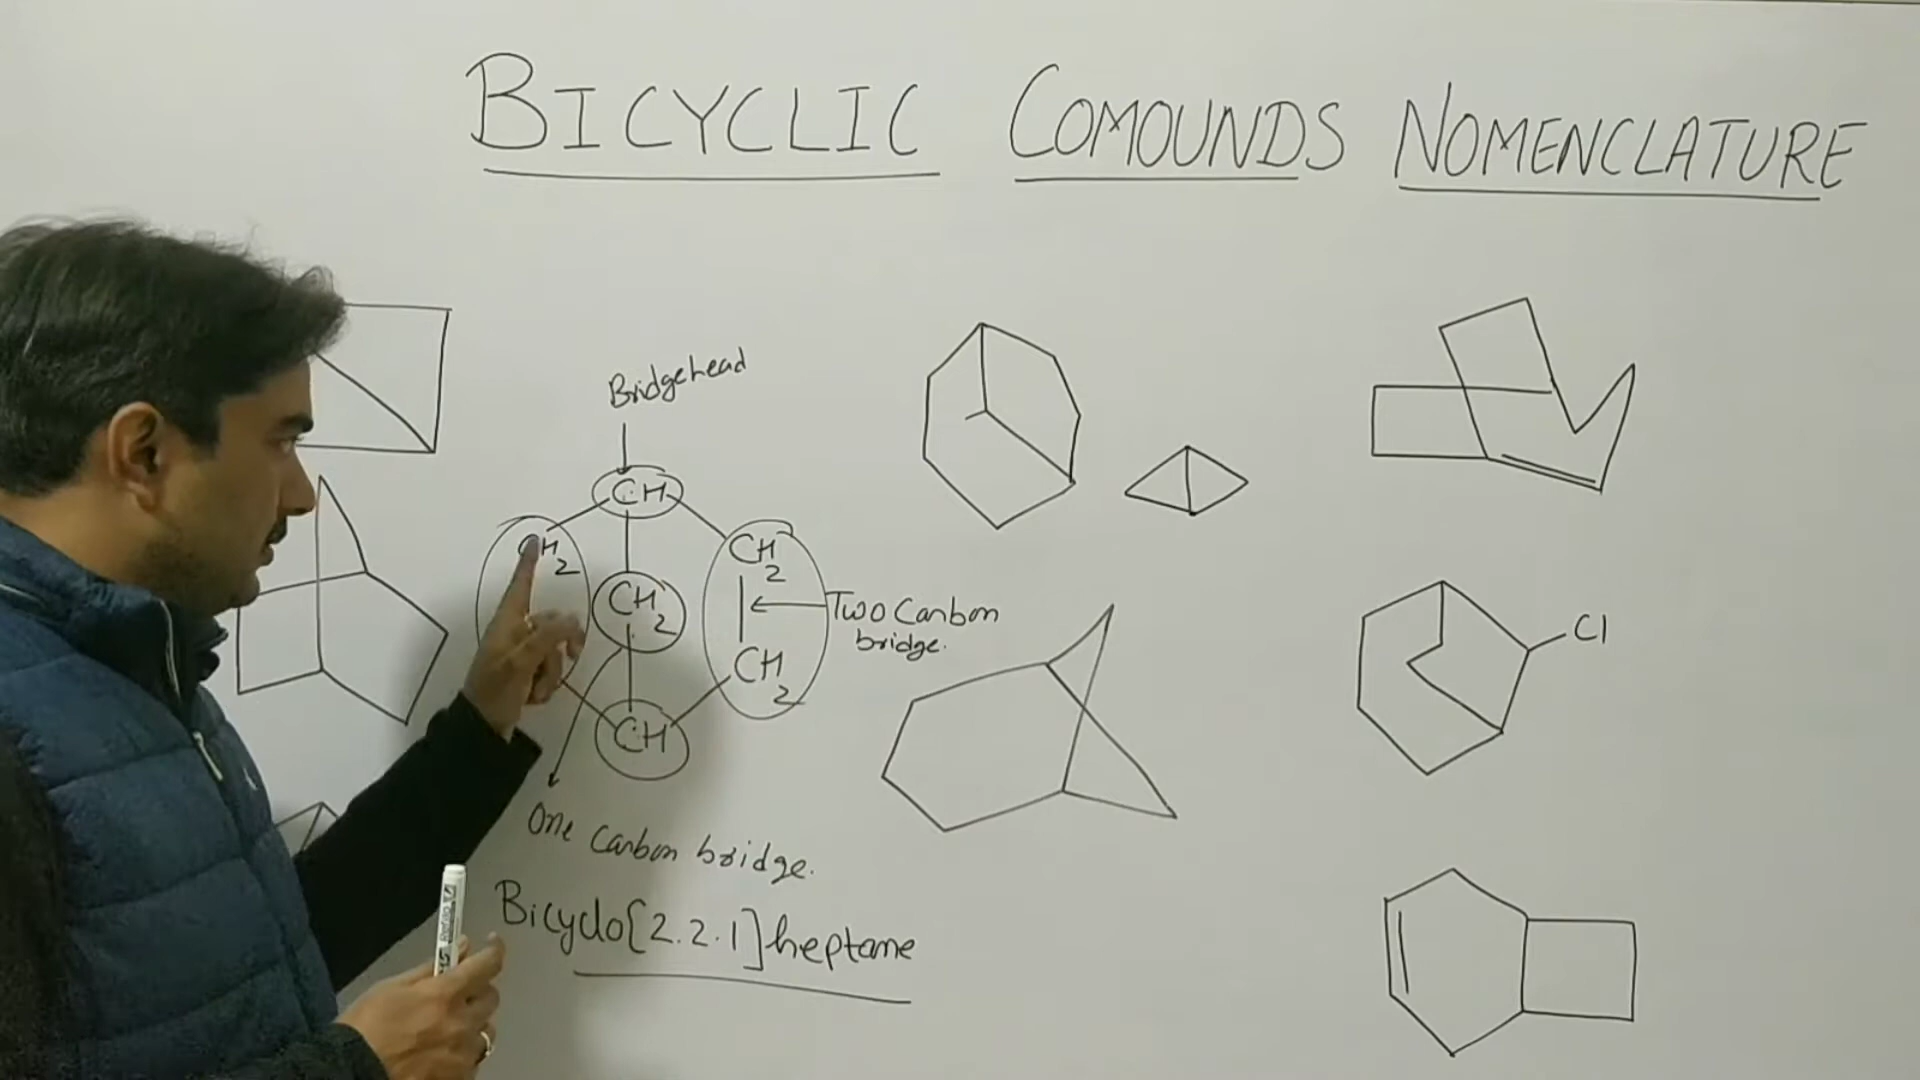 BICYCLIC COMOUNDS NOMENCLATURE
Bridgehead
CH
CH2
CH2
CH2
CH2
CH
Two Carbon
bridge.
One Carbon bridge.
Bicyclo[2.2.1]heptane
Cl